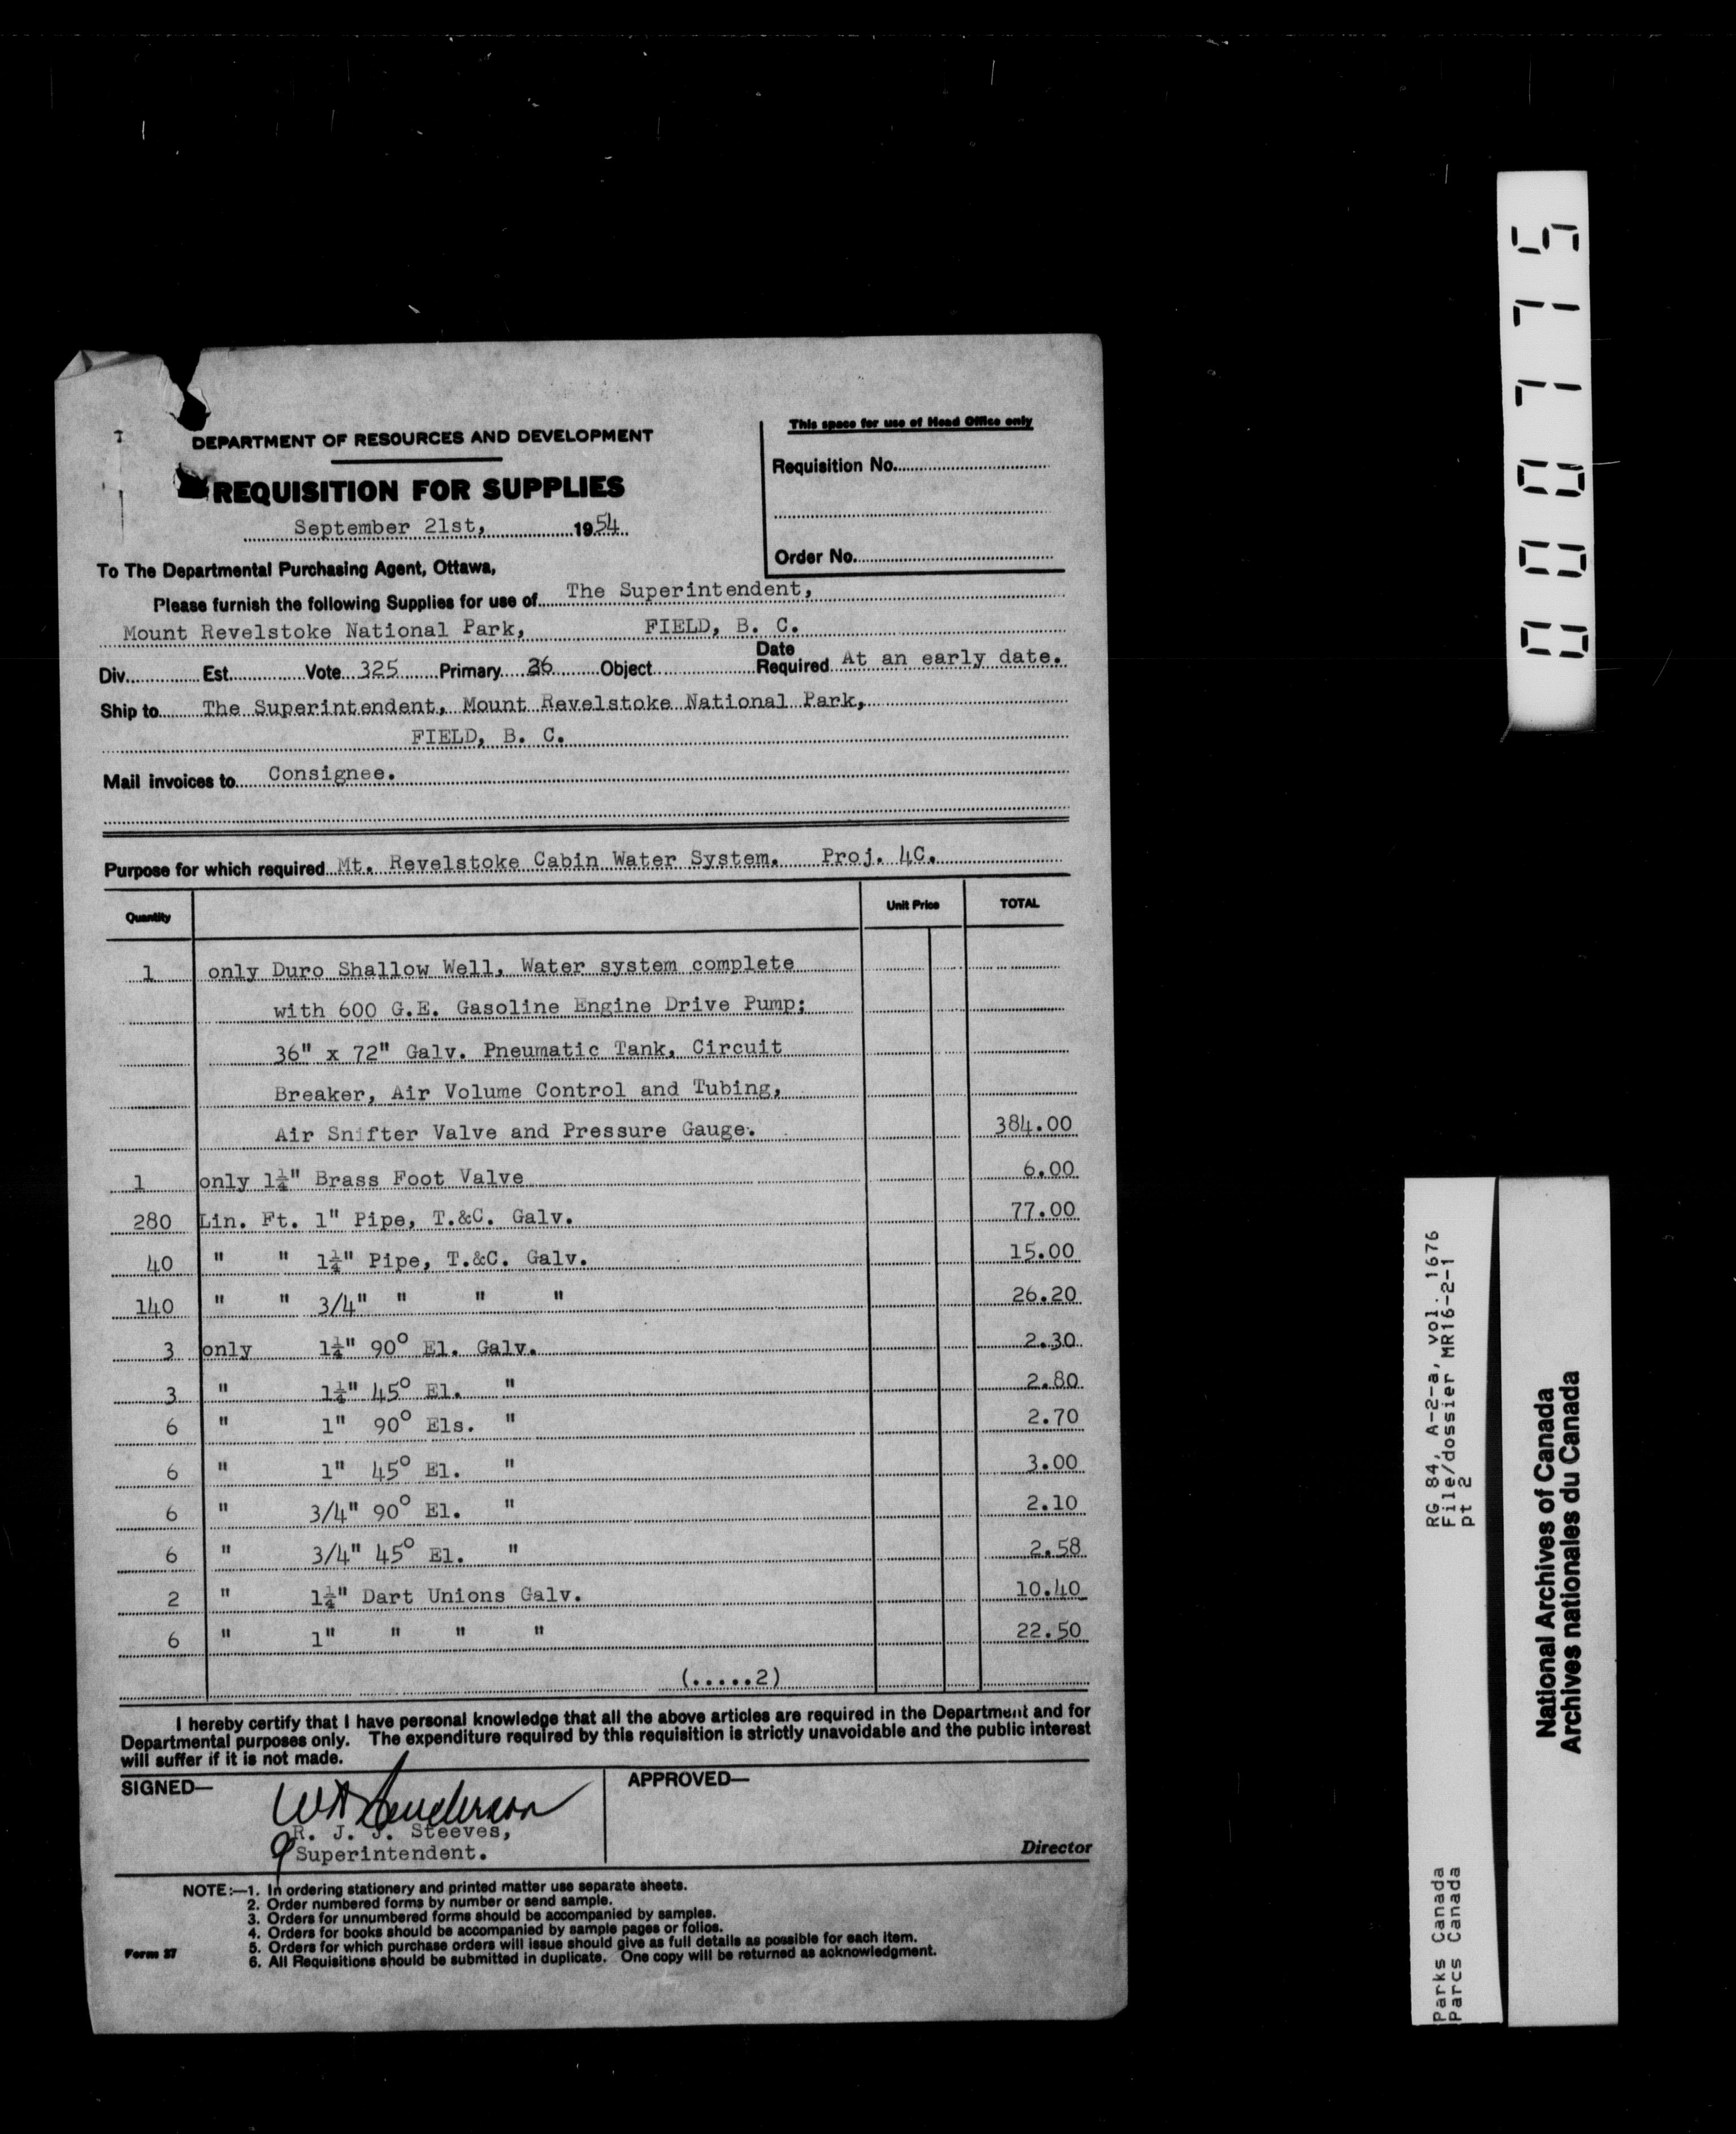 DEPARTMENT OF RESOURCES AND DEVELOPMENT
REQUISITION FOR SUPPLIES
September 21st, 1954
This space for use of Head Office only
Requisition No.
Order No.
To The Departmental Purchasing Agent, Ottawa,
Please furnish the following Supplies for use of The Superintendent,
Mount Revelstoke National Park, FIELD, B. C.
Div. Est. Vote 325 Primary 26 Object Date Required At an early date.
Ship to The Superintendent, Mount Revelstoke National Park,
FIELD, B. C.
Mail invoices to Consignee.
Purpose for which required Mt. Revelstoke Cabin Water System. Proj. 4C.
Quantity Unit Price TOTAL
1 only Duro Shallow Well, Water system complete
with 600 G.E. Gasoline Engine Drive Pump;
36" x 72" Galv. Pneumatic Tank, Circuit
Breaker, Air Volume Control and Tubing,
Air Snifter Valve and Pressure Gauge. 384.00
1 only 1¼" Brass Foot Valve 6.00
280 Lin. Ft. 1" Pipe, T.&C. Galv. 77.00
40 " " 1¼" Pipe, T.&C. Galv. 15.00
140 " " 3/4" " " " 26.20
3 only 1¼" 90° El. Galv. 2.30
3 " 1¼" 45° El. " 2.80
6 " 1" 90° Els. " 2.70
6 " 1" 45° El. " 3.00
6 " 3/4" 90° El. " 2.10
6 " 3/4" 45° El. " 2.58
2 " 1¼" Dart Unions Galv. 10.40
6 " 1" " " " 22.50
(.....2)
I hereby certify that I have personal knowledge that all the above articles are required in the Department and for
Departmental purposes only. The expenditure required by this requisition is strictly unavoidable and the public interest
will suffer if it is not made.
SIGNED— APPROVED—
R. J. J. Steeves,
Superintendent.
Director
NOTE:—1. In ordering stationery and printed matter use separate sheets.
2. Order numbered forms by number or send sample.
3. Orders for unnumbered forms should be accompanied by samples.
4. Orders for books should be accompanied by sample pages or folios.
5. Orders for which purchase orders will issue should give as full details as possible for each item.
6. All Requisitions should be submitted in duplicate. One copy will be returned as acknowledgment.
Form 27
RG 84, A-2-a, vol. 1676
File/dossier MR16-2-1
pt 2
Parks Canada
Parcs Canada
National Archives of Canada
Archives nationales du Canada